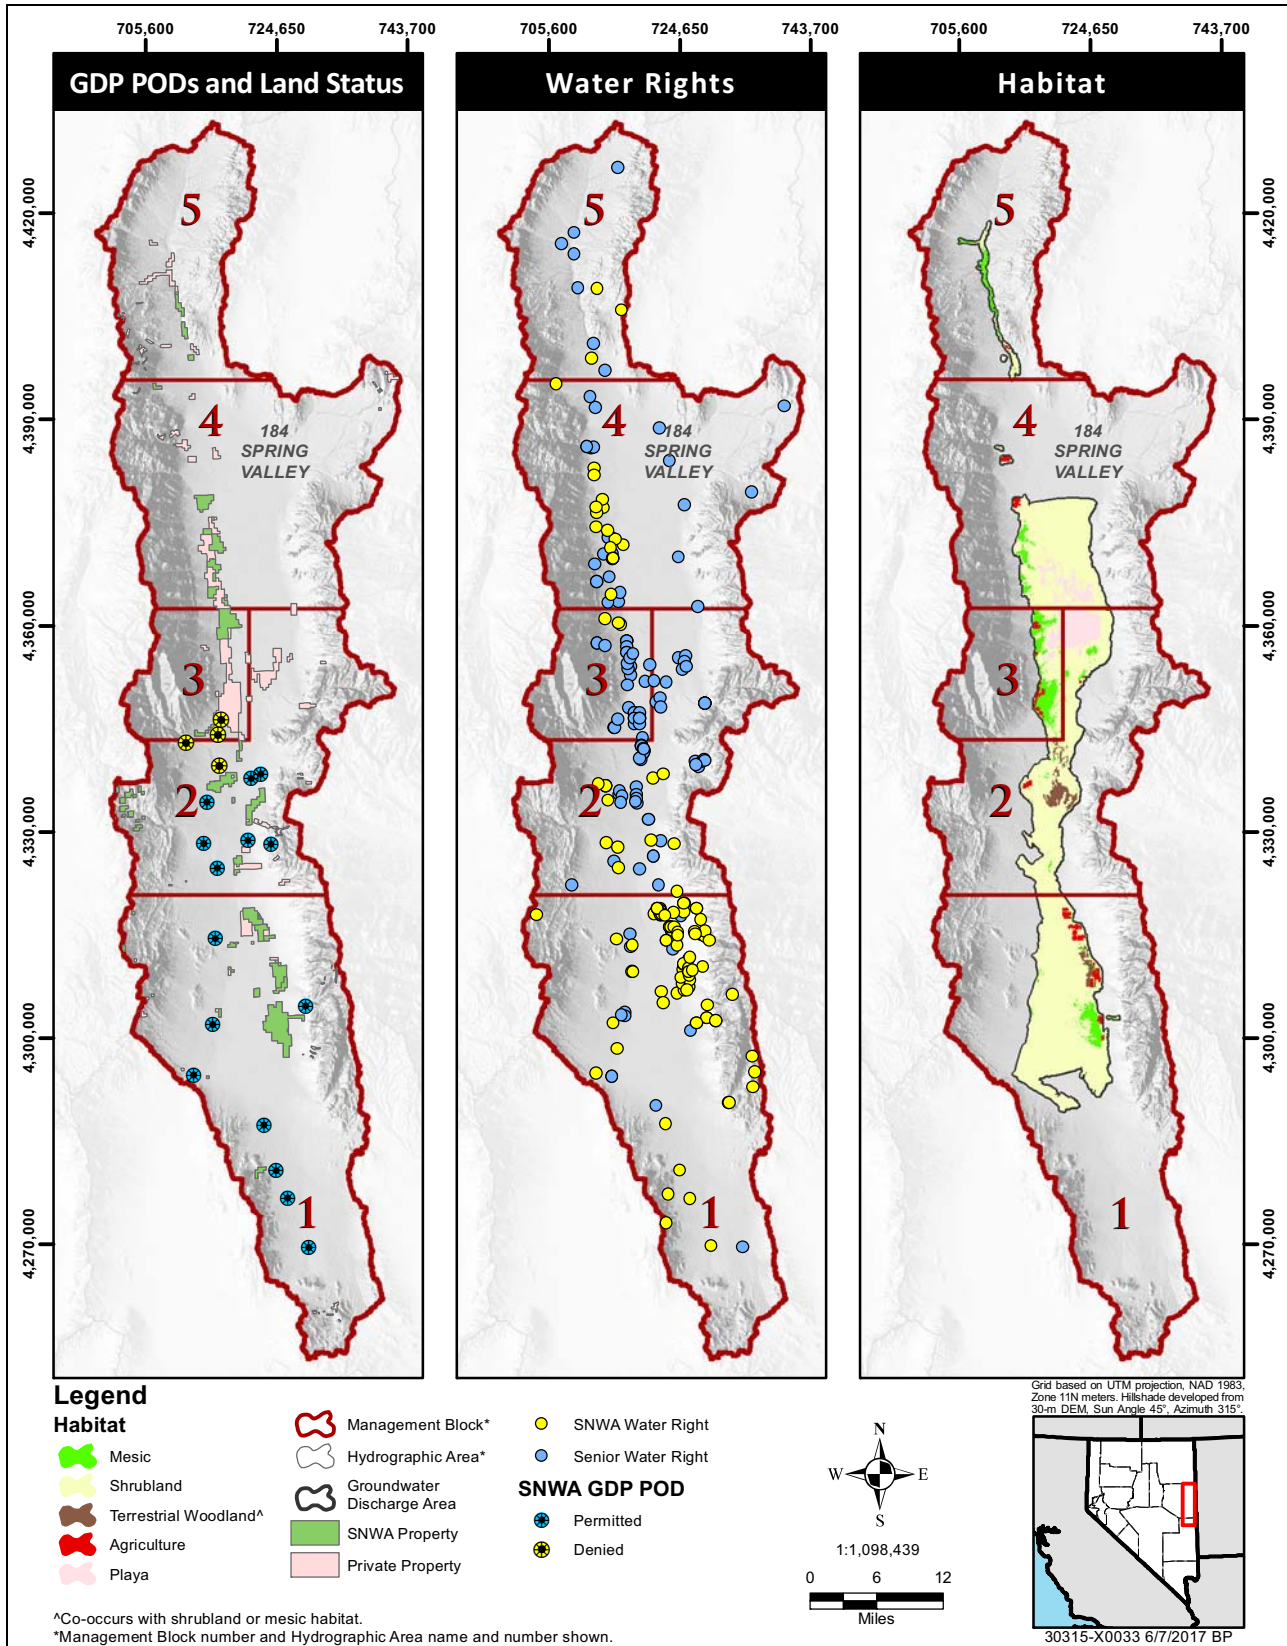 705,600 724,650 743,700
705,600 724,650 743,700
705,600 724,650 743,700
GDP PODs and Land Status
Water Rights
Habitat
4,420,000
4,390,000
4,360,000
4,330,000
4,300,000
4,270,000
5
4
184
SPRING
VALLEY
3
2
1
5
4
184
SPRING
VALLEY
3
2
1
5
4
184
SPRING
VALLEY
3
2
1
4,420,000
4,390,000
4,360,000
4,330,000
4,300,000
4,270,000
Legend
Habitat
Mesic
Shrubland
Terrestrial Woodland^
Agriculture
Playa
Management Block*
Hydrographic Area*
Groundwater
Discharge Area
SNWA Property
Private Property
SNWA Water Right
Senior Water Right
SNWA GDP POD
Permitted
Denied
N
W E
S
1:1,098,439
0 6 12
Miles
Grid based on UTM projection, NAD 1983,
Zone 11N meters. Hillshade developed from
30-m DEM, Sun Angle 45°, Azimuth 315°.
^Co-occurs with shrubland or mesic habitat.
*Management Block number and Hydrographic Area name and number shown.
30315-X0033 6/7/2017 BP